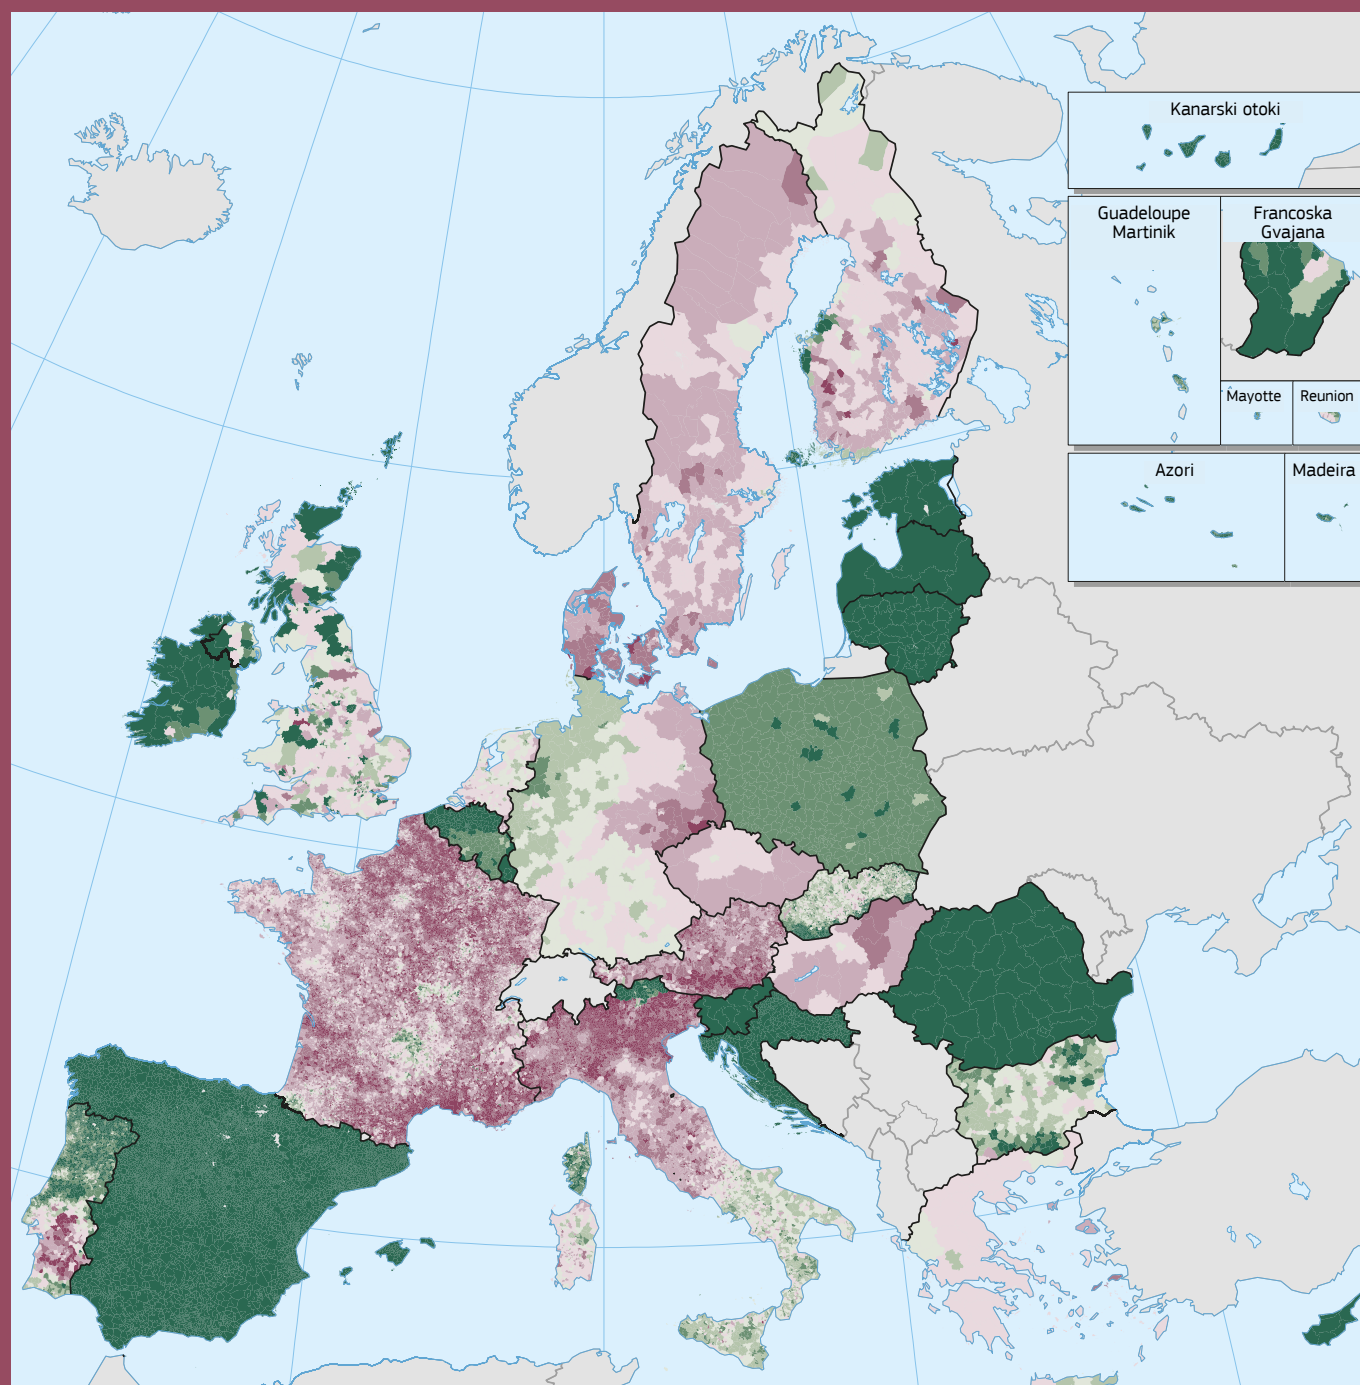 Kanarski otoki
Guadeloupe
Martinik
Francoska
Gvajana
Mayotte
Reunion
Azori
Madeira